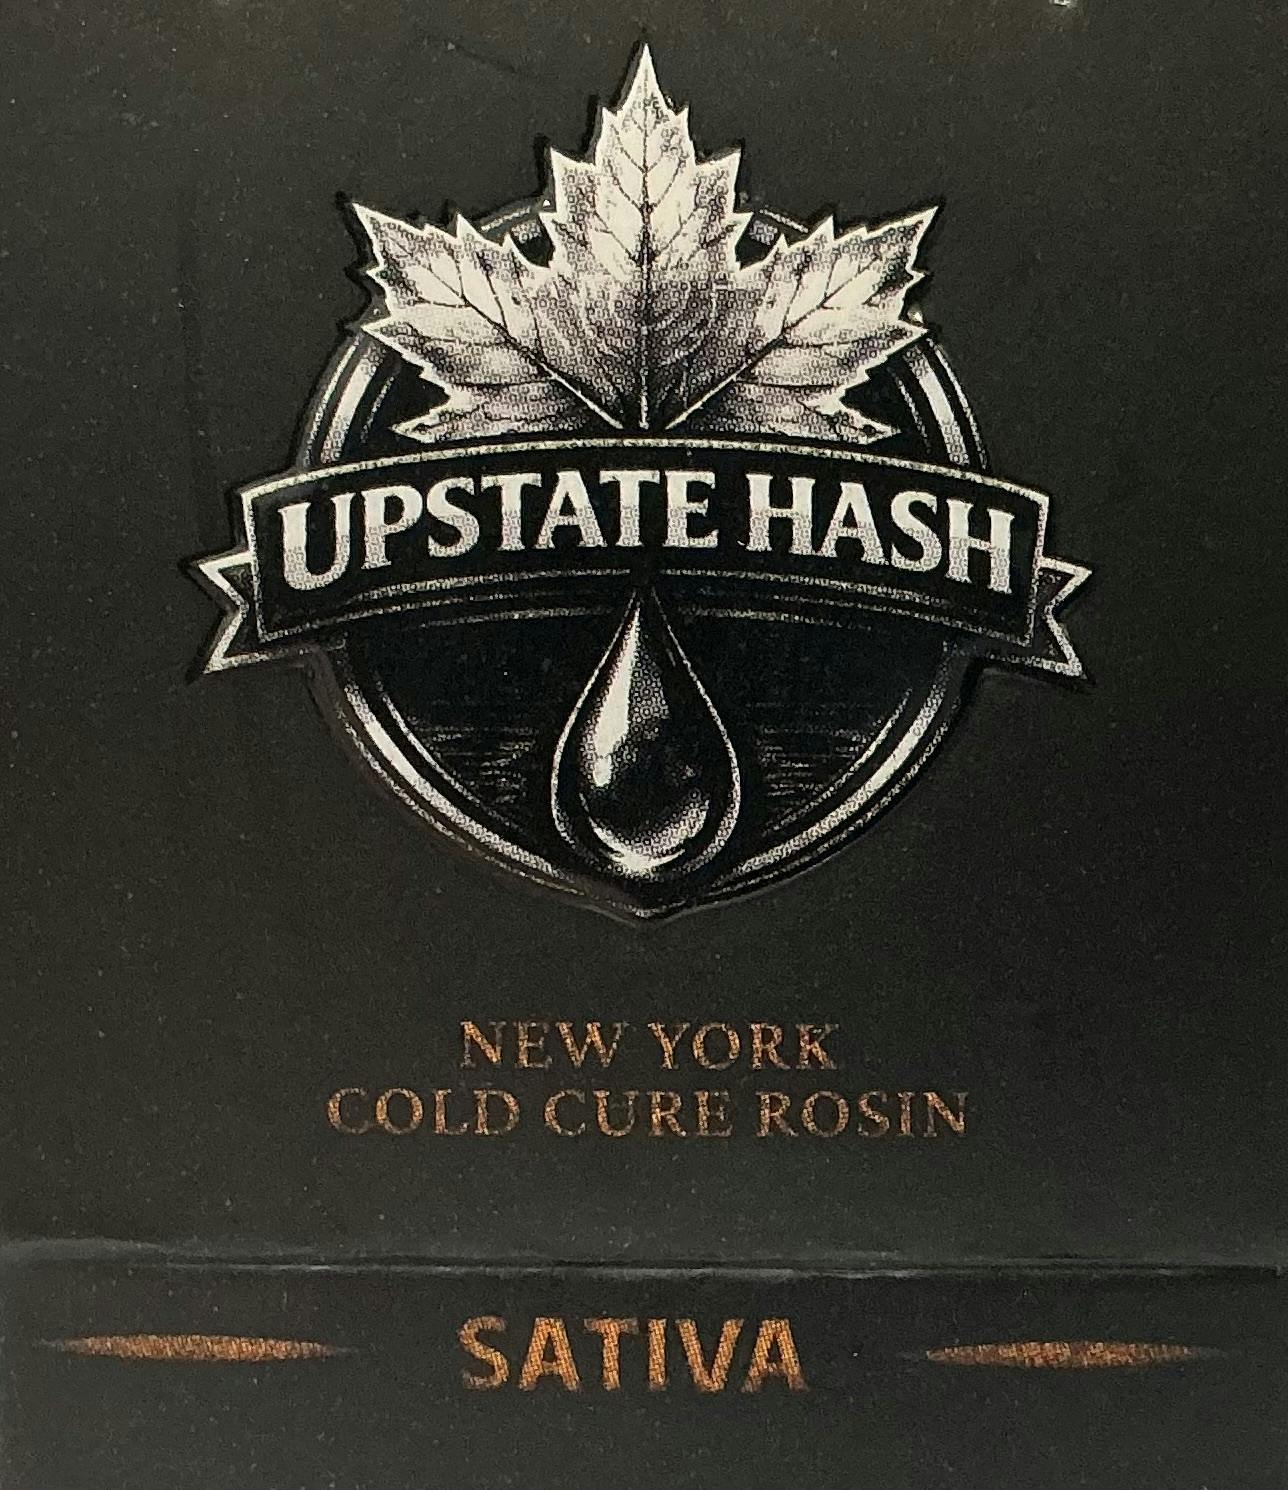 UPSTATE HASH
NEW YORK
COLD CURE ROSIN
SATIVA